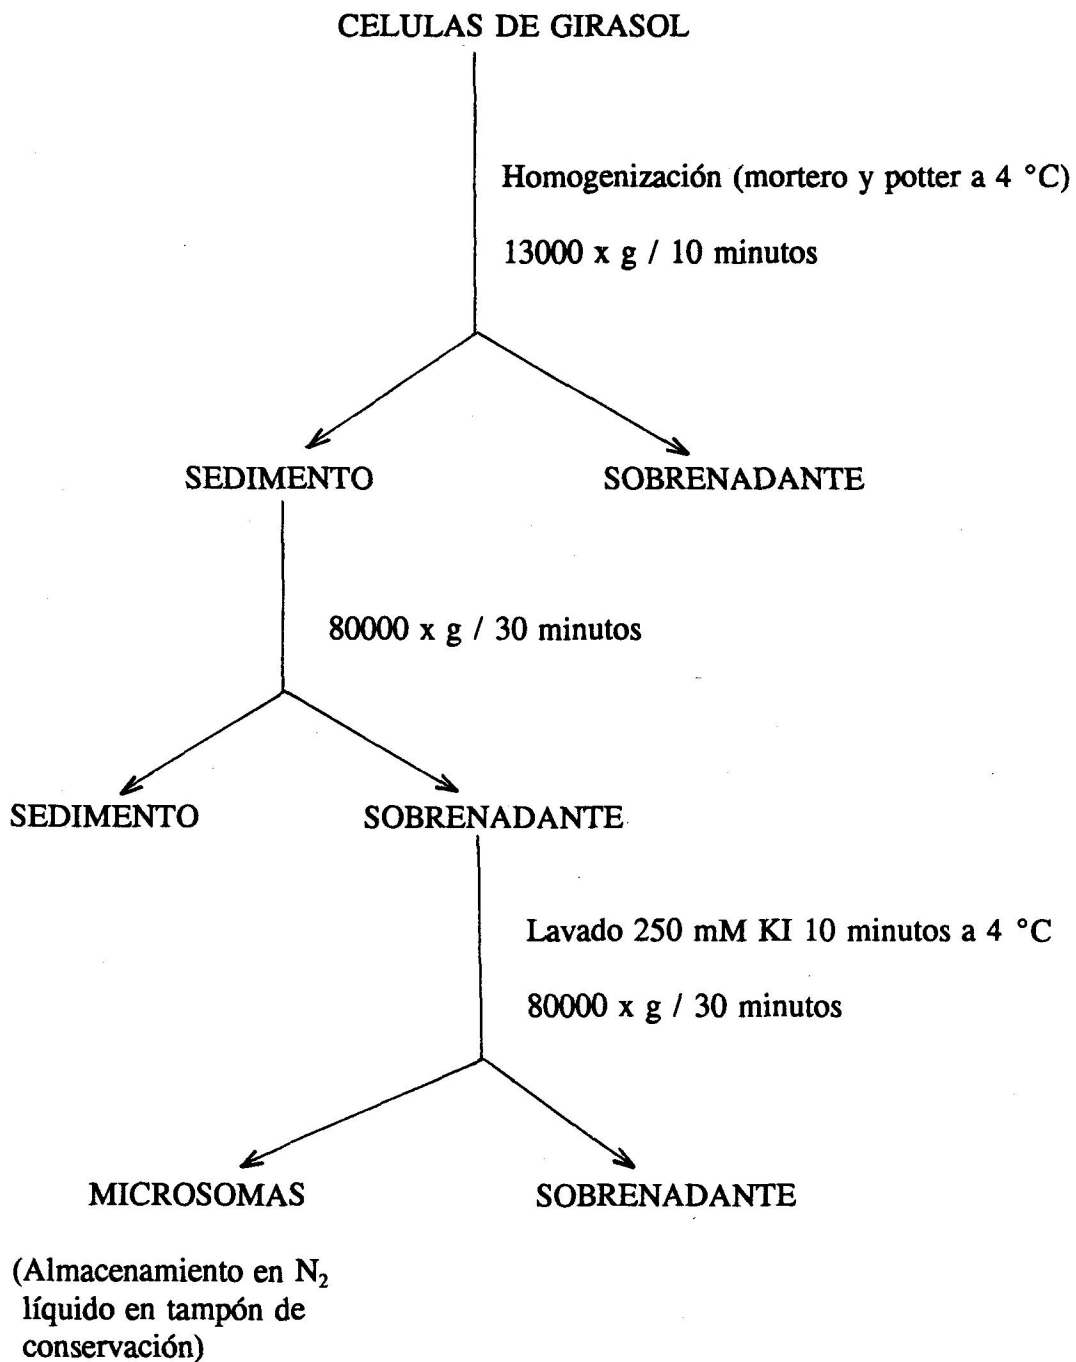 CELULAS DE GIRASOL
Homogenización (mortero y potter a 4 °C)
13000 x g / 10 minutos
SEDIMENTO
SOBRENADANTE
80000 x g / 30 minutos
SEDIMENTO
SOBRENADANTE
Lavado 250 mM KI 10 minutos a 4 °C
80000 x g / 30 minutos
MICROSOMAS
SOBRENADANTE
(Almacenamiento en N₂
líquido en tampón de
conservación)